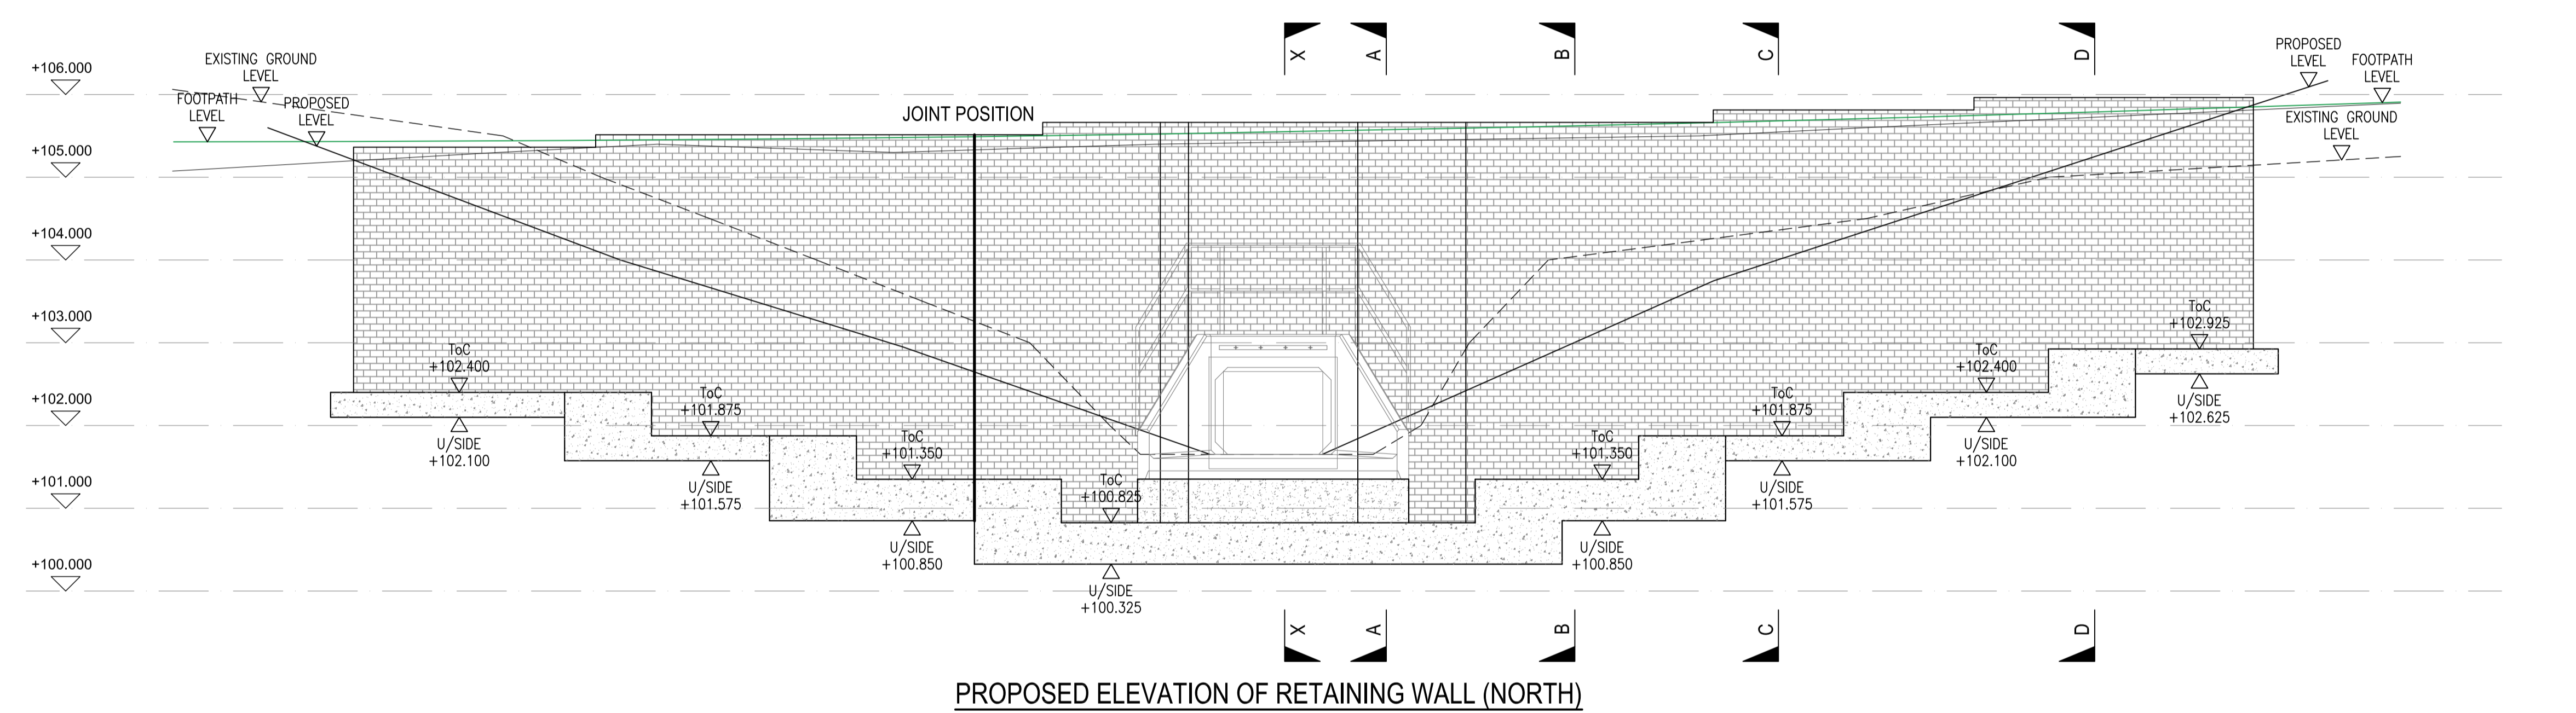 X
A
B
C
D
EXISTING GROUND
LEVEL
PROPOSED
LEVEL
FOOTPATH
LEVEL
+106.000
FOOTPATH
LEVEL
PROPOSED
LEVEL
JOINT POSITION
EXISTING GROUND
LEVEL
+105.000
+104.000
+103.000
ToC
+102.925
ToC
+102.400
ToC
+102.400
+102.000
ToC
+101.875
ToC
+101.875
U/SIDE
+102.625
U/SIDE
+102.100
ToC
+101.350
ToC
+101.350
U/SIDE
+102.100
+101.000
U/SIDE
+101.575
ToC
+100.825
U/SIDE
+101.575
U/SIDE
+100.850
U/SIDE
+100.850
+100.000
U/SIDE
+100.325
X
A
B
C
D
PROPOSED ELEVATION OF RETAINING WALL (NORTH)